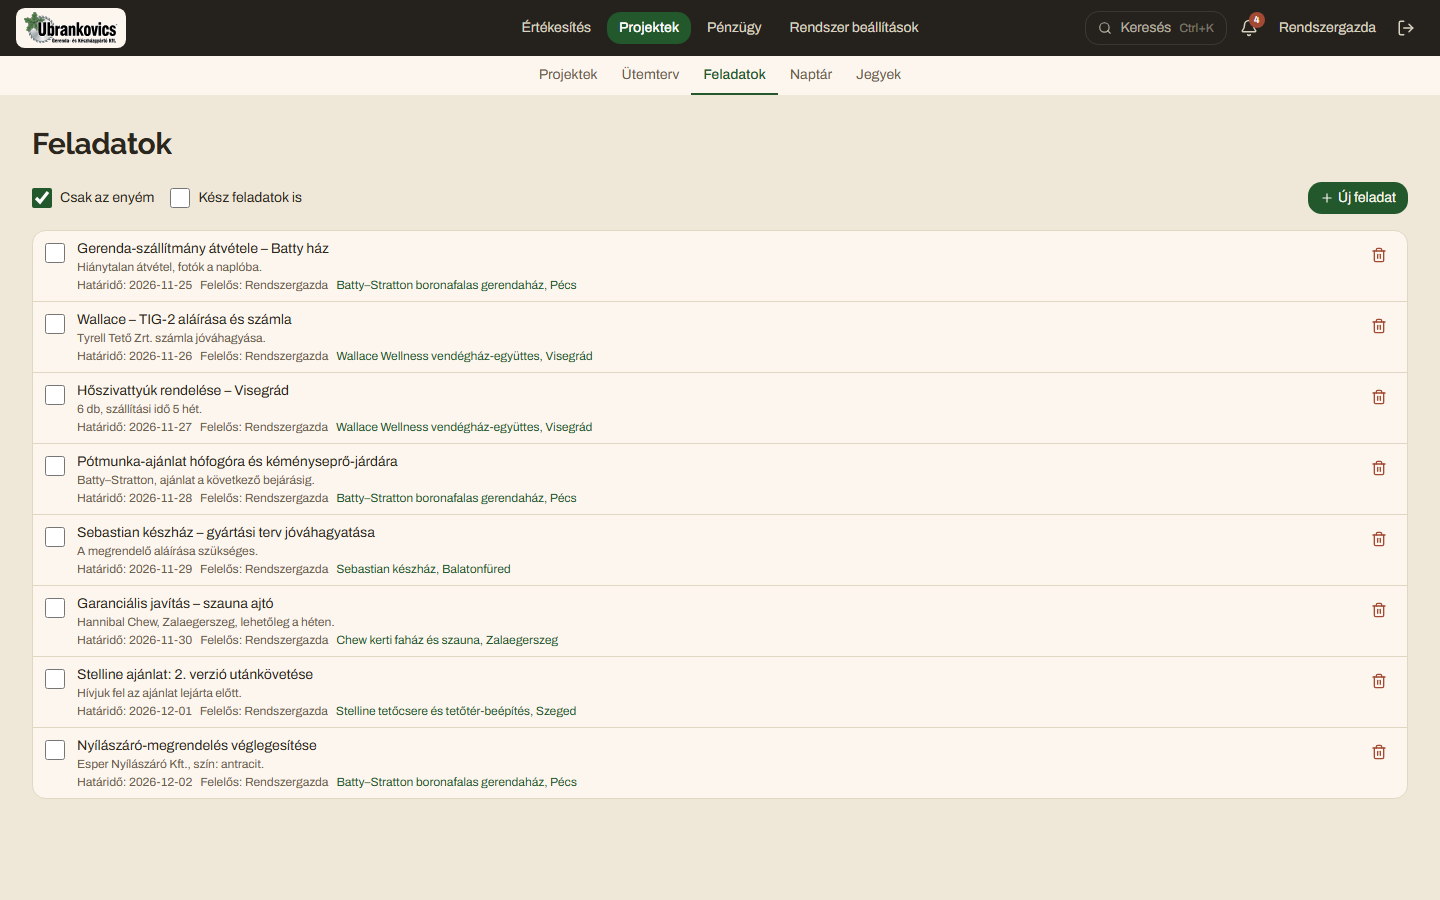 Ubrankovics
Gerenda- és Készházgyártó Kft.
Értékesítés
Projektek
Pénzügy
Rendszer beállítások
Keresés Ctrl+K
4
Rendszergazda
Projektek
Ütemterv
Feladatok
Naptár
Jegyek
Feladatok
Csak az enyém
Kész feladatok is
+ Új feladat
Gerenda-szállítmány átvétele – Batty ház
Hiánytalan átvétel, fotók a naplóba.
Határidő: 2026-11-25 Felelős: Rendszergazda Batty–Stratton boronafalas gerendaház, Pécs
Wallace – TIG-2 aláírása és számla
Tyrell Tető Zrt. számla jóváhagyása.
Határidő: 2026-11-26 Felelős: Rendszergazda Wallace Wellness vendégház-együttes, Visegrád
Hőszivattyúk rendelése – Visegrád
6 db, szállítási idő 5 hét.
Határidő: 2026-11-27 Felelős: Rendszergazda Wallace Wellness vendégház-együttes, Visegrád
Pótmunka-ajánlat hófogóra és kéményseprő-járdára
Batty–Stratton, ajánlat a következő bejárásig.
Határidő: 2026-11-28 Felelős: Rendszergazda Batty–Stratton boronafalas gerendaház, Pécs
Sebastian készház – gyártási terv jóváhagyatása
A megrendelő aláírása szükséges.
Határidő: 2026-11-29 Felelős: Rendszergazda Sebastian készház, Balatonfüred
Garanciális javítás – szauna ajtó
Hannibal Chew, Zalaegerszeg, lehetőleg a héten.
Határidő: 2026-11-30 Felelős: Rendszergazda Chew kerti faház és szauna, Zalaegerszeg
Stelline ajánlat: 2. verzió utánkövetése
Hívjuk fel az ajánlat lejárta előtt.
Határidő: 2026-12-01 Felelős: Rendszergazda Stelline tetőcsere és tetőtér-beépítés, Szeged
Nyílászáró-megrendelés véglegesítése
Esper Nyílászáró Kft., szín: antracit.
Határidő: 2026-12-02 Felelős: Rendszergazda Batty–Stratton boronafalas gerendaház, Pécs